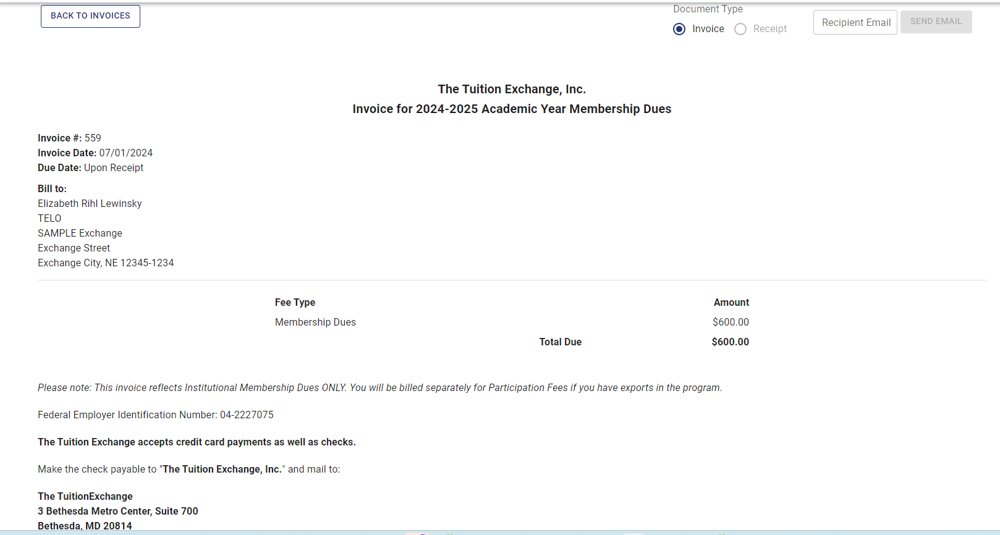 BACK TO INVOICES
Document Type
Invoice Receipt
Recipient Email
SEND EMAIL
The Tuition Exchange, Inc.
Invoice for 2024-2025 Academic Year Membership Dues
Invoice #: 559
Invoice Date: 07/01/2024
Due Date: Upon Receipt
Bill to:
Elizabeth Rihl Lewinsky
TELO
SAMPLE Exchange
Exchange Street
Exchange City, NE 12345-1234
Fee Type Amount
Membership Dues $600.00
Total Due $600.00
Please note: This invoice reflects Institutional Membership Dues ONLY. You will be billed separately for Participation Fees if you have exports in the program.
Federal Employer Identification Number: 04-2227075
The Tuition Exchange accepts credit card payments as well as checks.
Make the check payable to "The Tuition Exchange, Inc." and mail to:
The TuitionExchange
3 Bethesda Metro Center, Suite 700
Bethesda, MD 20814